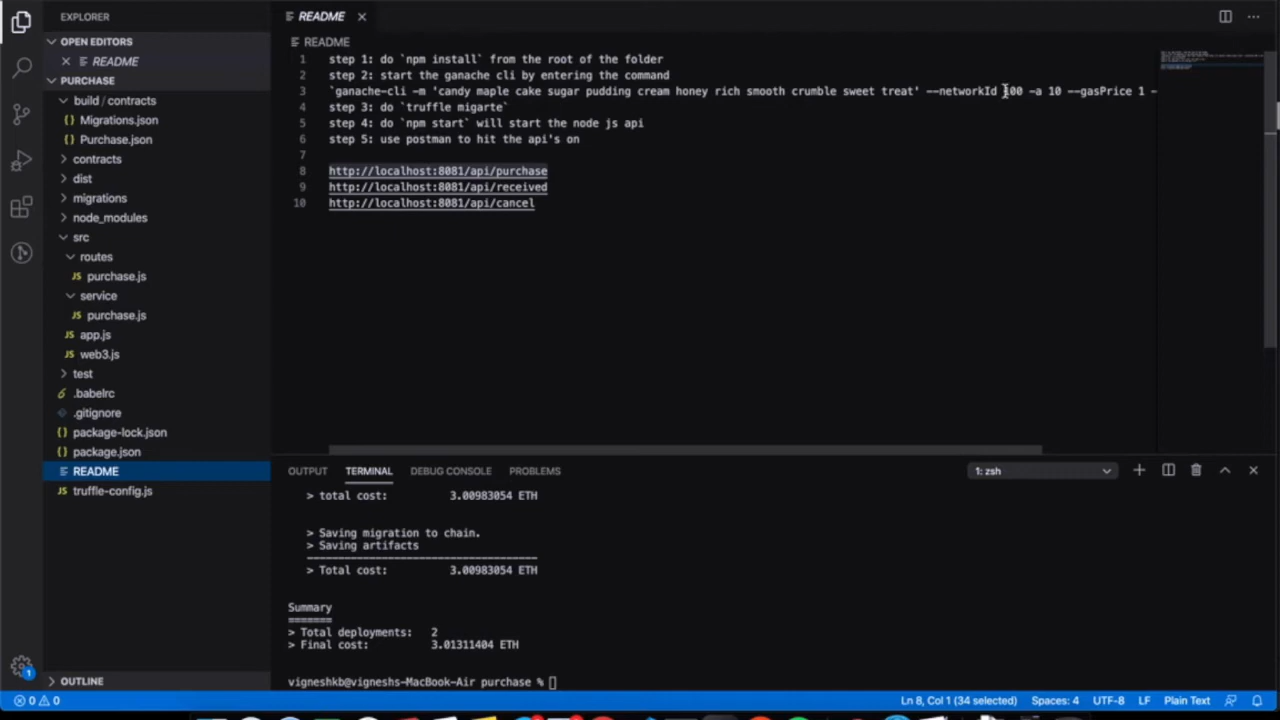 EXPLORER
OPEN EDITORS
README
PURCHASE
build / contracts
Migrations.json
Purchase.json
contracts
dist
migrations
node_modules
src
routes
purchase.js
service
purchase.js
app.js
web3.js
test
.babelrc
.gitignore
package-lock.json
package.json
README
truffle-config.js
OUTLINE
README
README
1 step 1: do `npm install` from the root of the folder
2 step 2: start the ganache cli by entering the command
3 `ganache-cli -m 'candy maple cake sugar pudding cream honey rich smooth crumble sweet treat' --networkId 00 -a 10 --gasPrice 1 -
4 step 3: do `truffle migarte`
5 step 4: do `npm start` will start the node js api
6 step 5: use postman to hit the api's on
7
8 http://localhost:8081/api/purchase
9 http://localhost:8081/api/received
10 http://localhost:8081/api/cancel
OUTPUT TERMINAL DEBUG CONSOLE PROBLEMS 1: zsh
> total cost: 3.00983054 ETH
> Saving migration to chain.
> Saving artifacts
-------------------------------------
> Total cost: 3.00983054 ETH
Summary
=======
> Total deployments: 2
> Final cost: 3.01311404 ETH
vigneshkb@vigneshs-MacBook-Air purchase %
1
0 0 Ln 8, Col 1 (34 selected) Spaces: 4 UTF-8 LF Plain Text